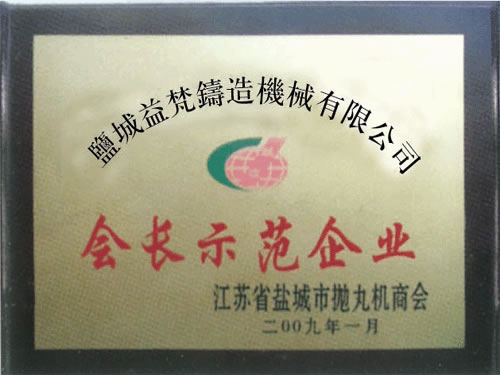 鹽城益梵鑄造機械有限公司
会长示范企业
江苏省盐城市抛丸机商会
二00九年一月